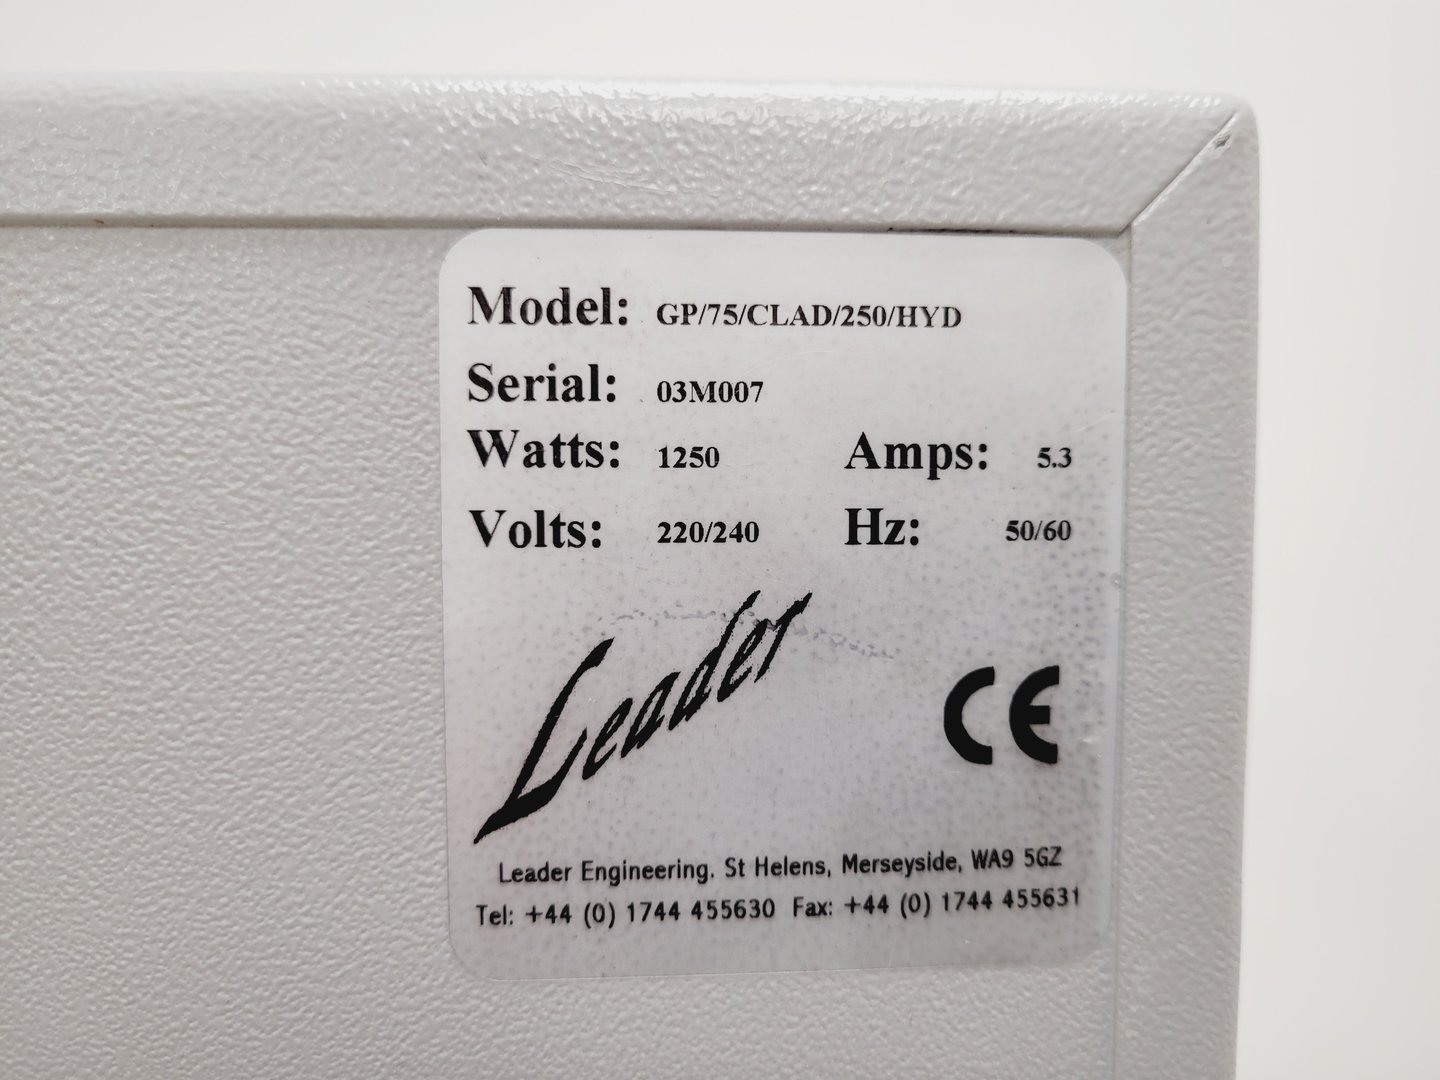 Model: GP/75/CLAD/250/HYD
Serial: 03M007
Watts: 1250 Amps: 5.3
Volts: 220/240 Hz: 50/60
Leader
CE
Leader Engineering. St Helens, Merseyside, WA9 5GZ
Tel: +44 (0) 1744 455630 Fax: +44 (0) 1744 455631